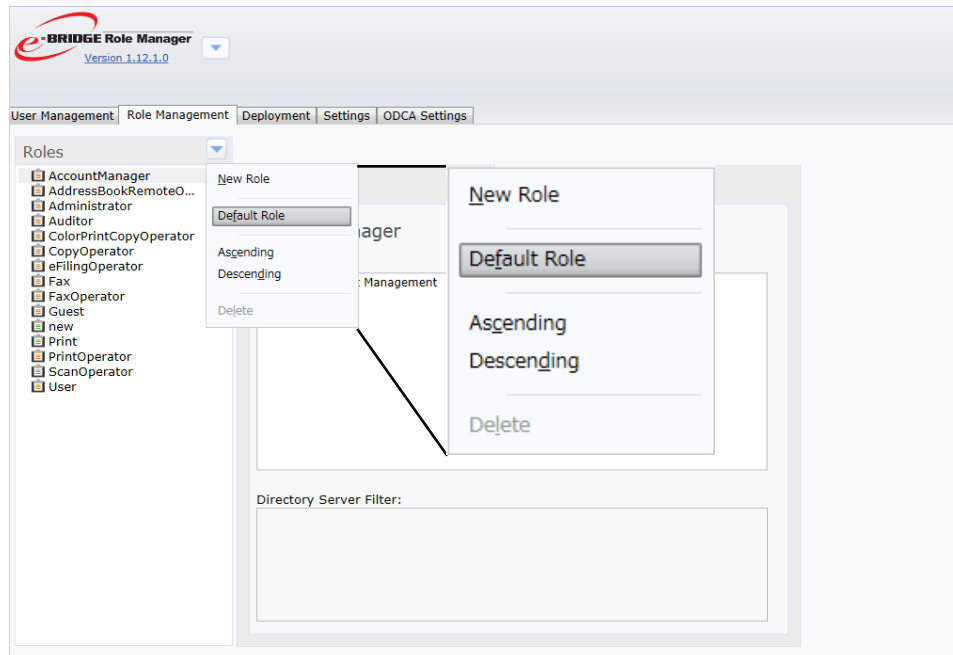 e-BRIDGE Role Manager
Version 1.12.1.0
User Management Role Management Deployment Settings ODCA Settings
Roles
AccountManager
AddressBookRemoteO...
Administrator
Auditor
ColorPrintCopyOperator
CopyOperator
eFilingOperator
Fax
FaxOperator
Guest
new
Print
PrintOperator
ScanOperator
User
New Role
Default Role
Ascending
Descending
Delete
ager
Management
New Role
Default Role
Ascending
Descending
Delete
Directory Server Filter: